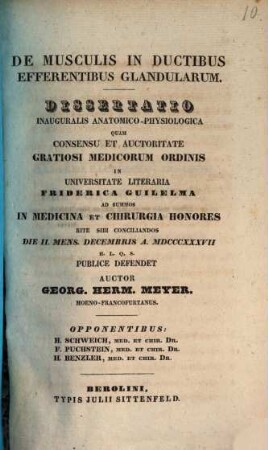 10.
DE MUSCULIS IN DUCTIBUS
EFFERENTIBUS GLANDULARUM.
DISSERTATIO
INAUGURALIS ANATOMICO-PHYSIOLOGICA
QUAM
CONSENSU ET AUCTORITATE
GRATIOSI MEDICORUM ORDINIS
IN
UNIVERSITATE LITERARIA
FRIDERICA GUILELMA
AD SUMMOS
IN MEDICINA ET CHIRURGIA HONORES
RITE SIBI CONCILIANDOS
DIE II. MENS. DECEMBRIS A. MDCCCXXXVII
H. L. Q. S.
PUBLICE DEFENDET
AUCTOR
GEORG. HERM. MEYER.
MOENO-FRANCOFURTANUS.
OPPONENTIBUS:
H. SCHWEICH, MED. ET CHIR. DR.
F. PUCHSTEIN, MED. ET CHIR. DR.
H. BENZLER, MED. ET CHIR. DR.
BEROLINI,
TYPIS JULII SITTENFELD.